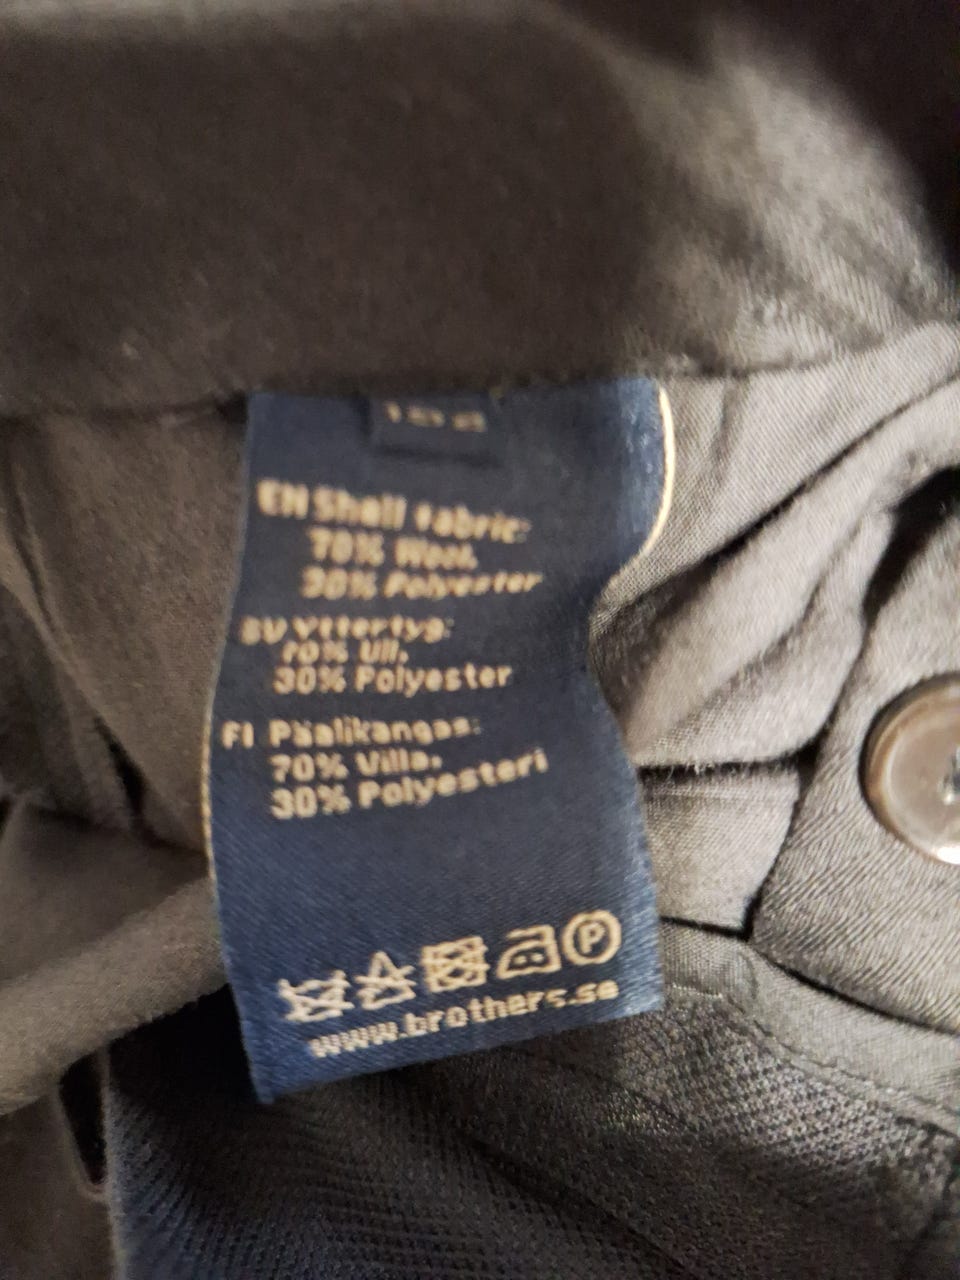 EN Shell fabric:
70% Wool,
30% Polyester
SV Yttertyg:
70% Ull,
30% Polyester
FI Päälikangas:
70% Villa,
30% Polyesteri
P
www.brothers.se